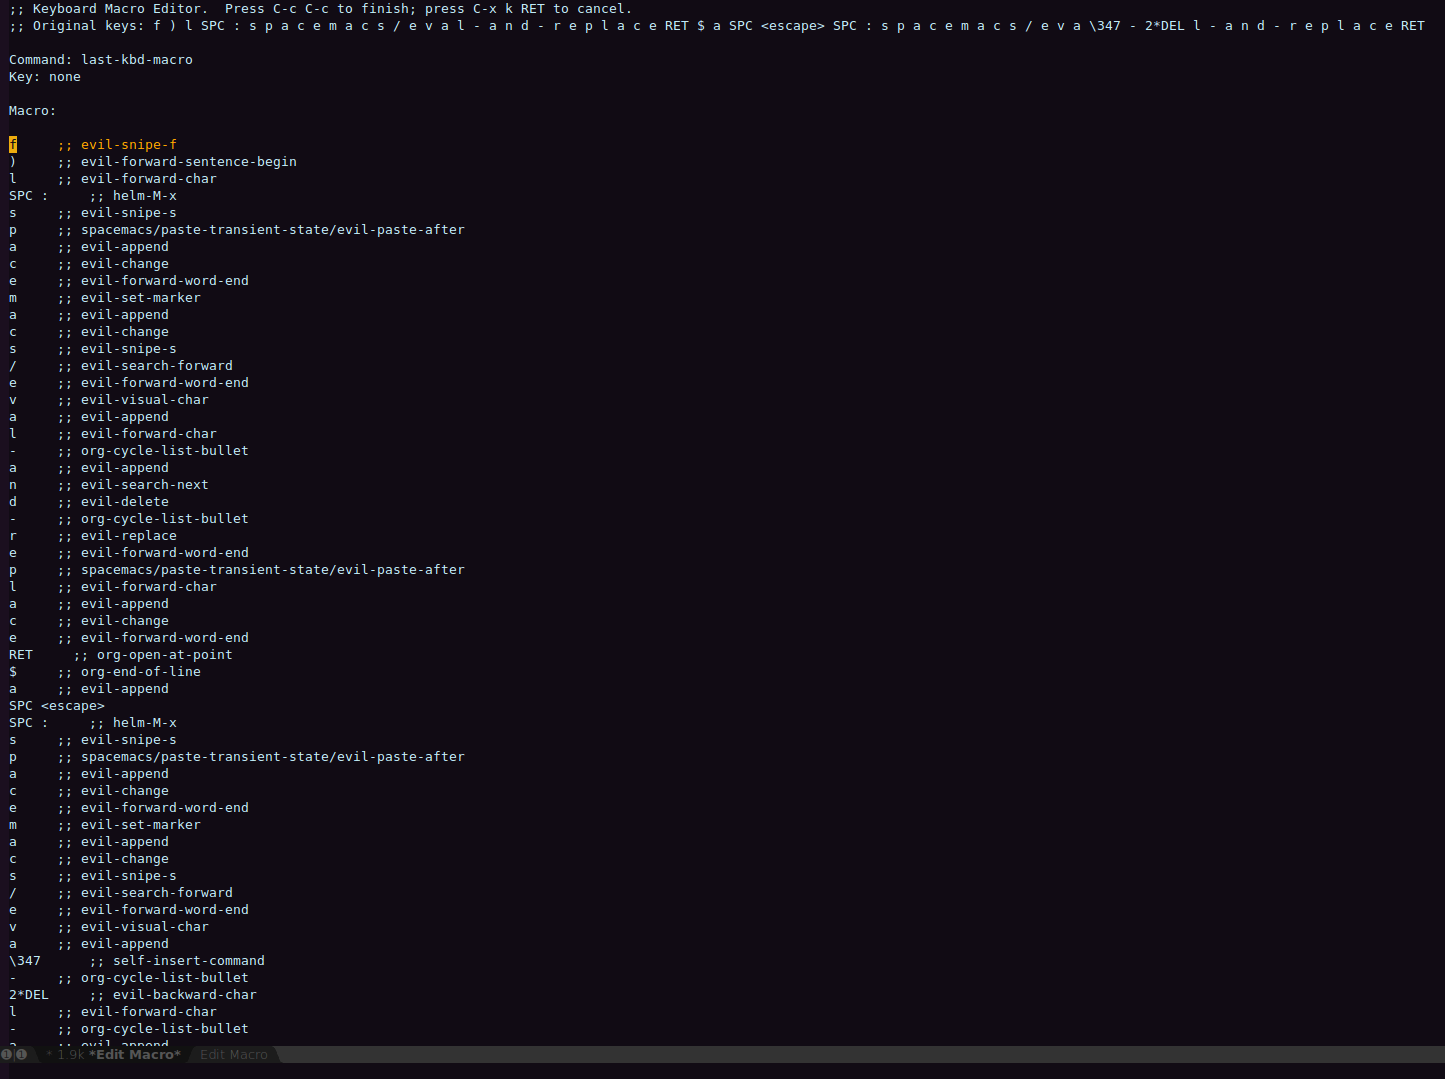 ;; Keyboard Macro Editor.  Press C-c C-c to finish; press C-x k RET to cancel.
;; Original keys: f ) l SPC : s p a c e m a c s / e v a l - a n d - r e p l a c e RET $ a SPC <escape> SPC : s p a c e m a c s / e v a \347 - 2*DEL l - a n d - r e p l a c e RET
Command: last-kbd-macro
Key: none
Macro:
f     ;; evil-snipe-f
)     ;; evil-forward-sentence-begin
l     ;; evil-forward-char
SPC :     ;; helm-M-x
s     ;; evil-snipe-s
p     ;; spacemacs/paste-transient-state/evil-paste-after
a     ;; evil-append
c     ;; evil-change
e     ;; evil-forward-word-end
m     ;; evil-set-marker
a     ;; evil-append
c     ;; evil-change
s     ;; evil-snipe-s
/     ;; evil-search-forward
e     ;; evil-forward-word-end
v     ;; evil-visual-char
a     ;; evil-append
l     ;; evil-forward-char
-     ;; org-cycle-list-bullet
a     ;; evil-append
n     ;; evil-search-next
d     ;; evil-delete
-     ;; org-cycle-list-bullet
r     ;; evil-replace
e     ;; evil-forward-word-end
p     ;; spacemacs/paste-transient-state/evil-paste-after
l     ;; evil-forward-char
a     ;; evil-append
c     ;; evil-change
e     ;; evil-forward-word-end
RET     ;; org-open-at-point
$     ;; org-end-of-line
a     ;; evil-append
SPC <escape>
SPC :     ;; helm-M-x
s     ;; evil-snipe-s
p     ;; spacemacs/paste-transient-state/evil-paste-after
a     ;; evil-append
c     ;; evil-change
e     ;; evil-forward-word-end
m     ;; evil-set-marker
a     ;; evil-append
c     ;; evil-change
s     ;; evil-snipe-s
/     ;; evil-search-forward
e     ;; evil-forward-word-end
v     ;; evil-visual-char
a     ;; evil-append
\347      ;; self-insert-command
-     ;; org-cycle-list-bullet
2*DEL     ;; evil-backward-char
l     ;; evil-forward-char
-     ;; org-cycle-list-bullet
a     ;; evil-append
❶❶ * 1.9k *Edit Macro* Edit Macro